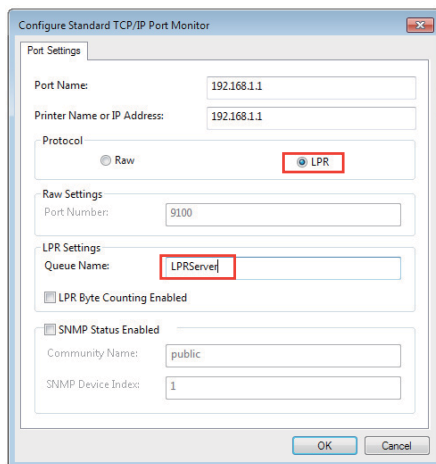 Configure Standard TCP/IP Port Monitor
Port Settings
Port Name: 192.168.1.1
Printer Name or IP Address: 192.168.1.1
Protocol
Raw LPR
Raw Settings
Port Number: 9100
LPR Settings
Queue Name: LPRServer
LPR Byte Counting Enabled
SNMP Status Enabled
Community Name: public
SNMP Device Index: 1
OK Cancel